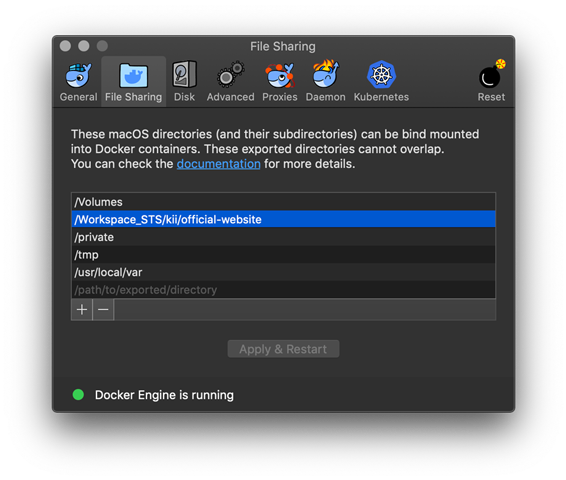 File Sharing
General File Sharing Disk Advanced Proxies Daemon Kubernetes Reset
These macOS directories (and their subdirectories) can be bind mounted
into Docker containers. These exported directories cannot overlap.
You can check the documentation for more details.
/Volumes
/Workspace_STS/kii/official-website
/private
/tmp
/usr/local/var
/path/to/exported/directory
Apply & Restart
Docker Engine is running